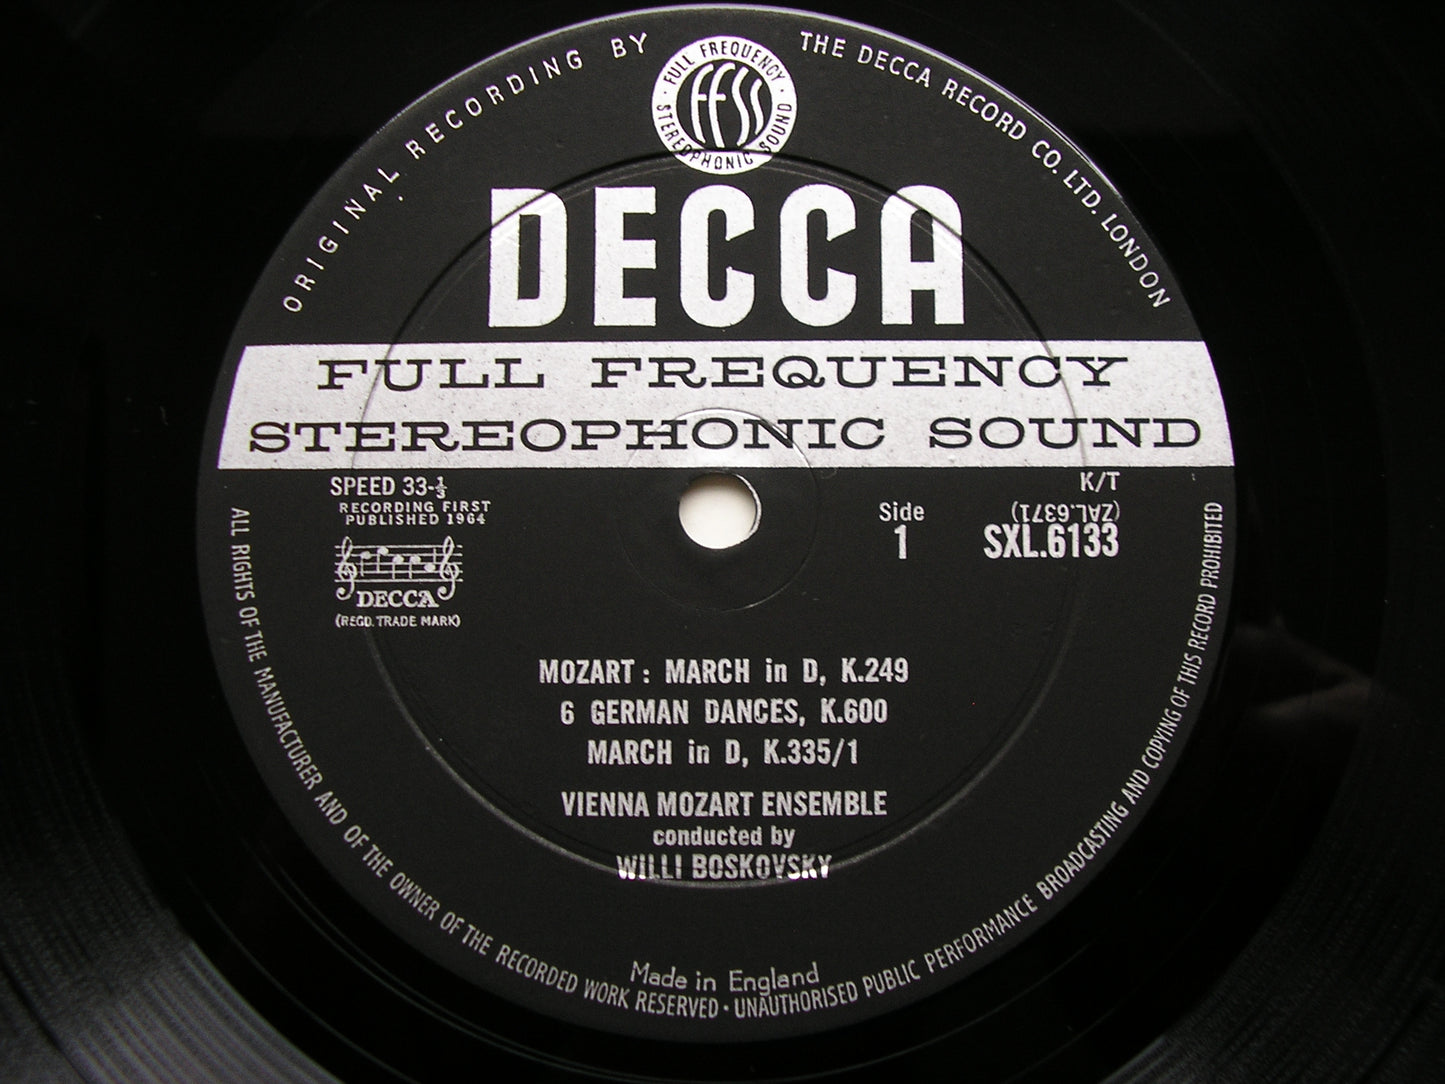 ORIGINAL RECORDING BY
THE DECCA RECORD CO. LTD. LONDON
FULL FREQUENCY
ffss
STEREOPHONIC SOUND
DECCA
FULL FREQUENCY
STEREOPHONIC SOUND
SPEED 33-⅓
RECORDING FIRST
PUBLISHED 1964
DECCA
(REGD. TRADE MARK)
Side
1
K/T
(ZAL.6371)
SXL.6133
MOZART : MARCH in D, K.249
6 GERMAN DANCES, K.600
MARCH in D, K.335/1
VIENNA MOZART ENSEMBLE
conducted by
WILLI BOSKOVSKY
Made in England
ALL RIGHTS OF THE MANUFACTURER AND OF THE OWNER OF THE RECORDED WORK RESERVED · UNAUTHORISED PUBLIC PERFORMANCE BROADCASTING AND COPYING OF THIS RECORD PROHIBITED